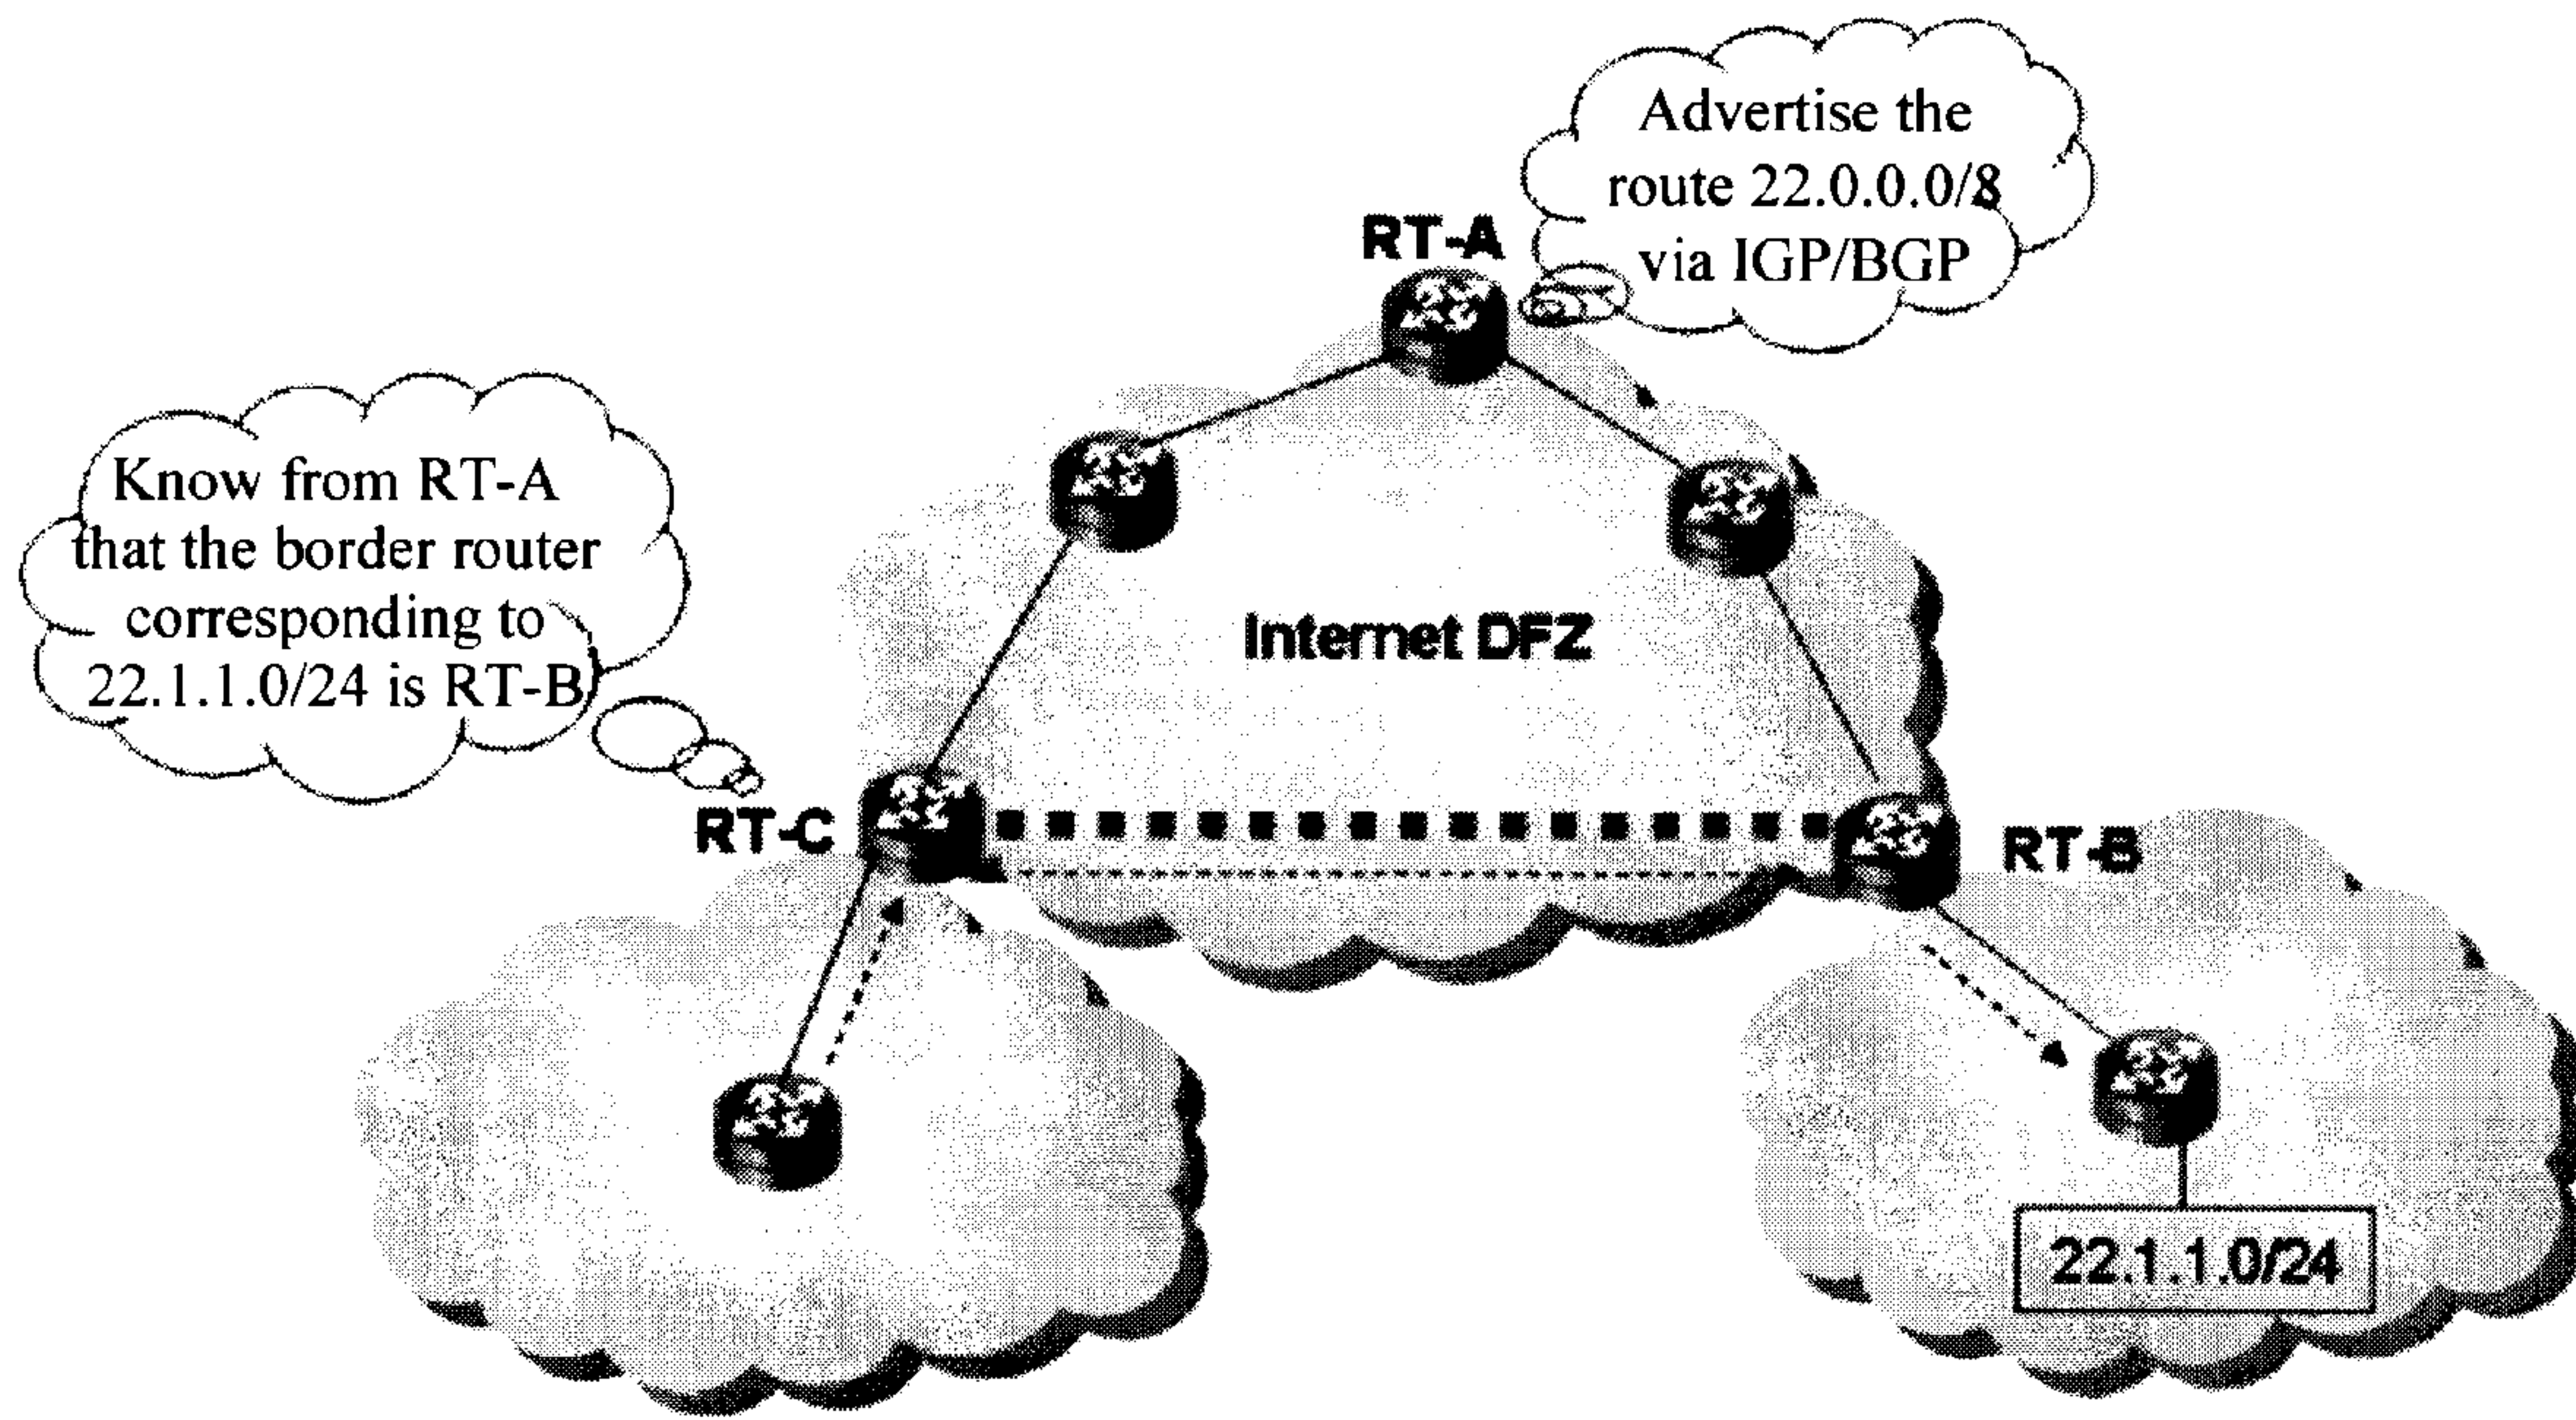 Advertise the
route 22.0.0.0/8
via IGP/BGP
RT-A
Know from RT-A
that the border router
corresponding to
22.1.1.0/24 is RT-B
Internet DFZ
RT-C
RT-B
22.1.1.0/24